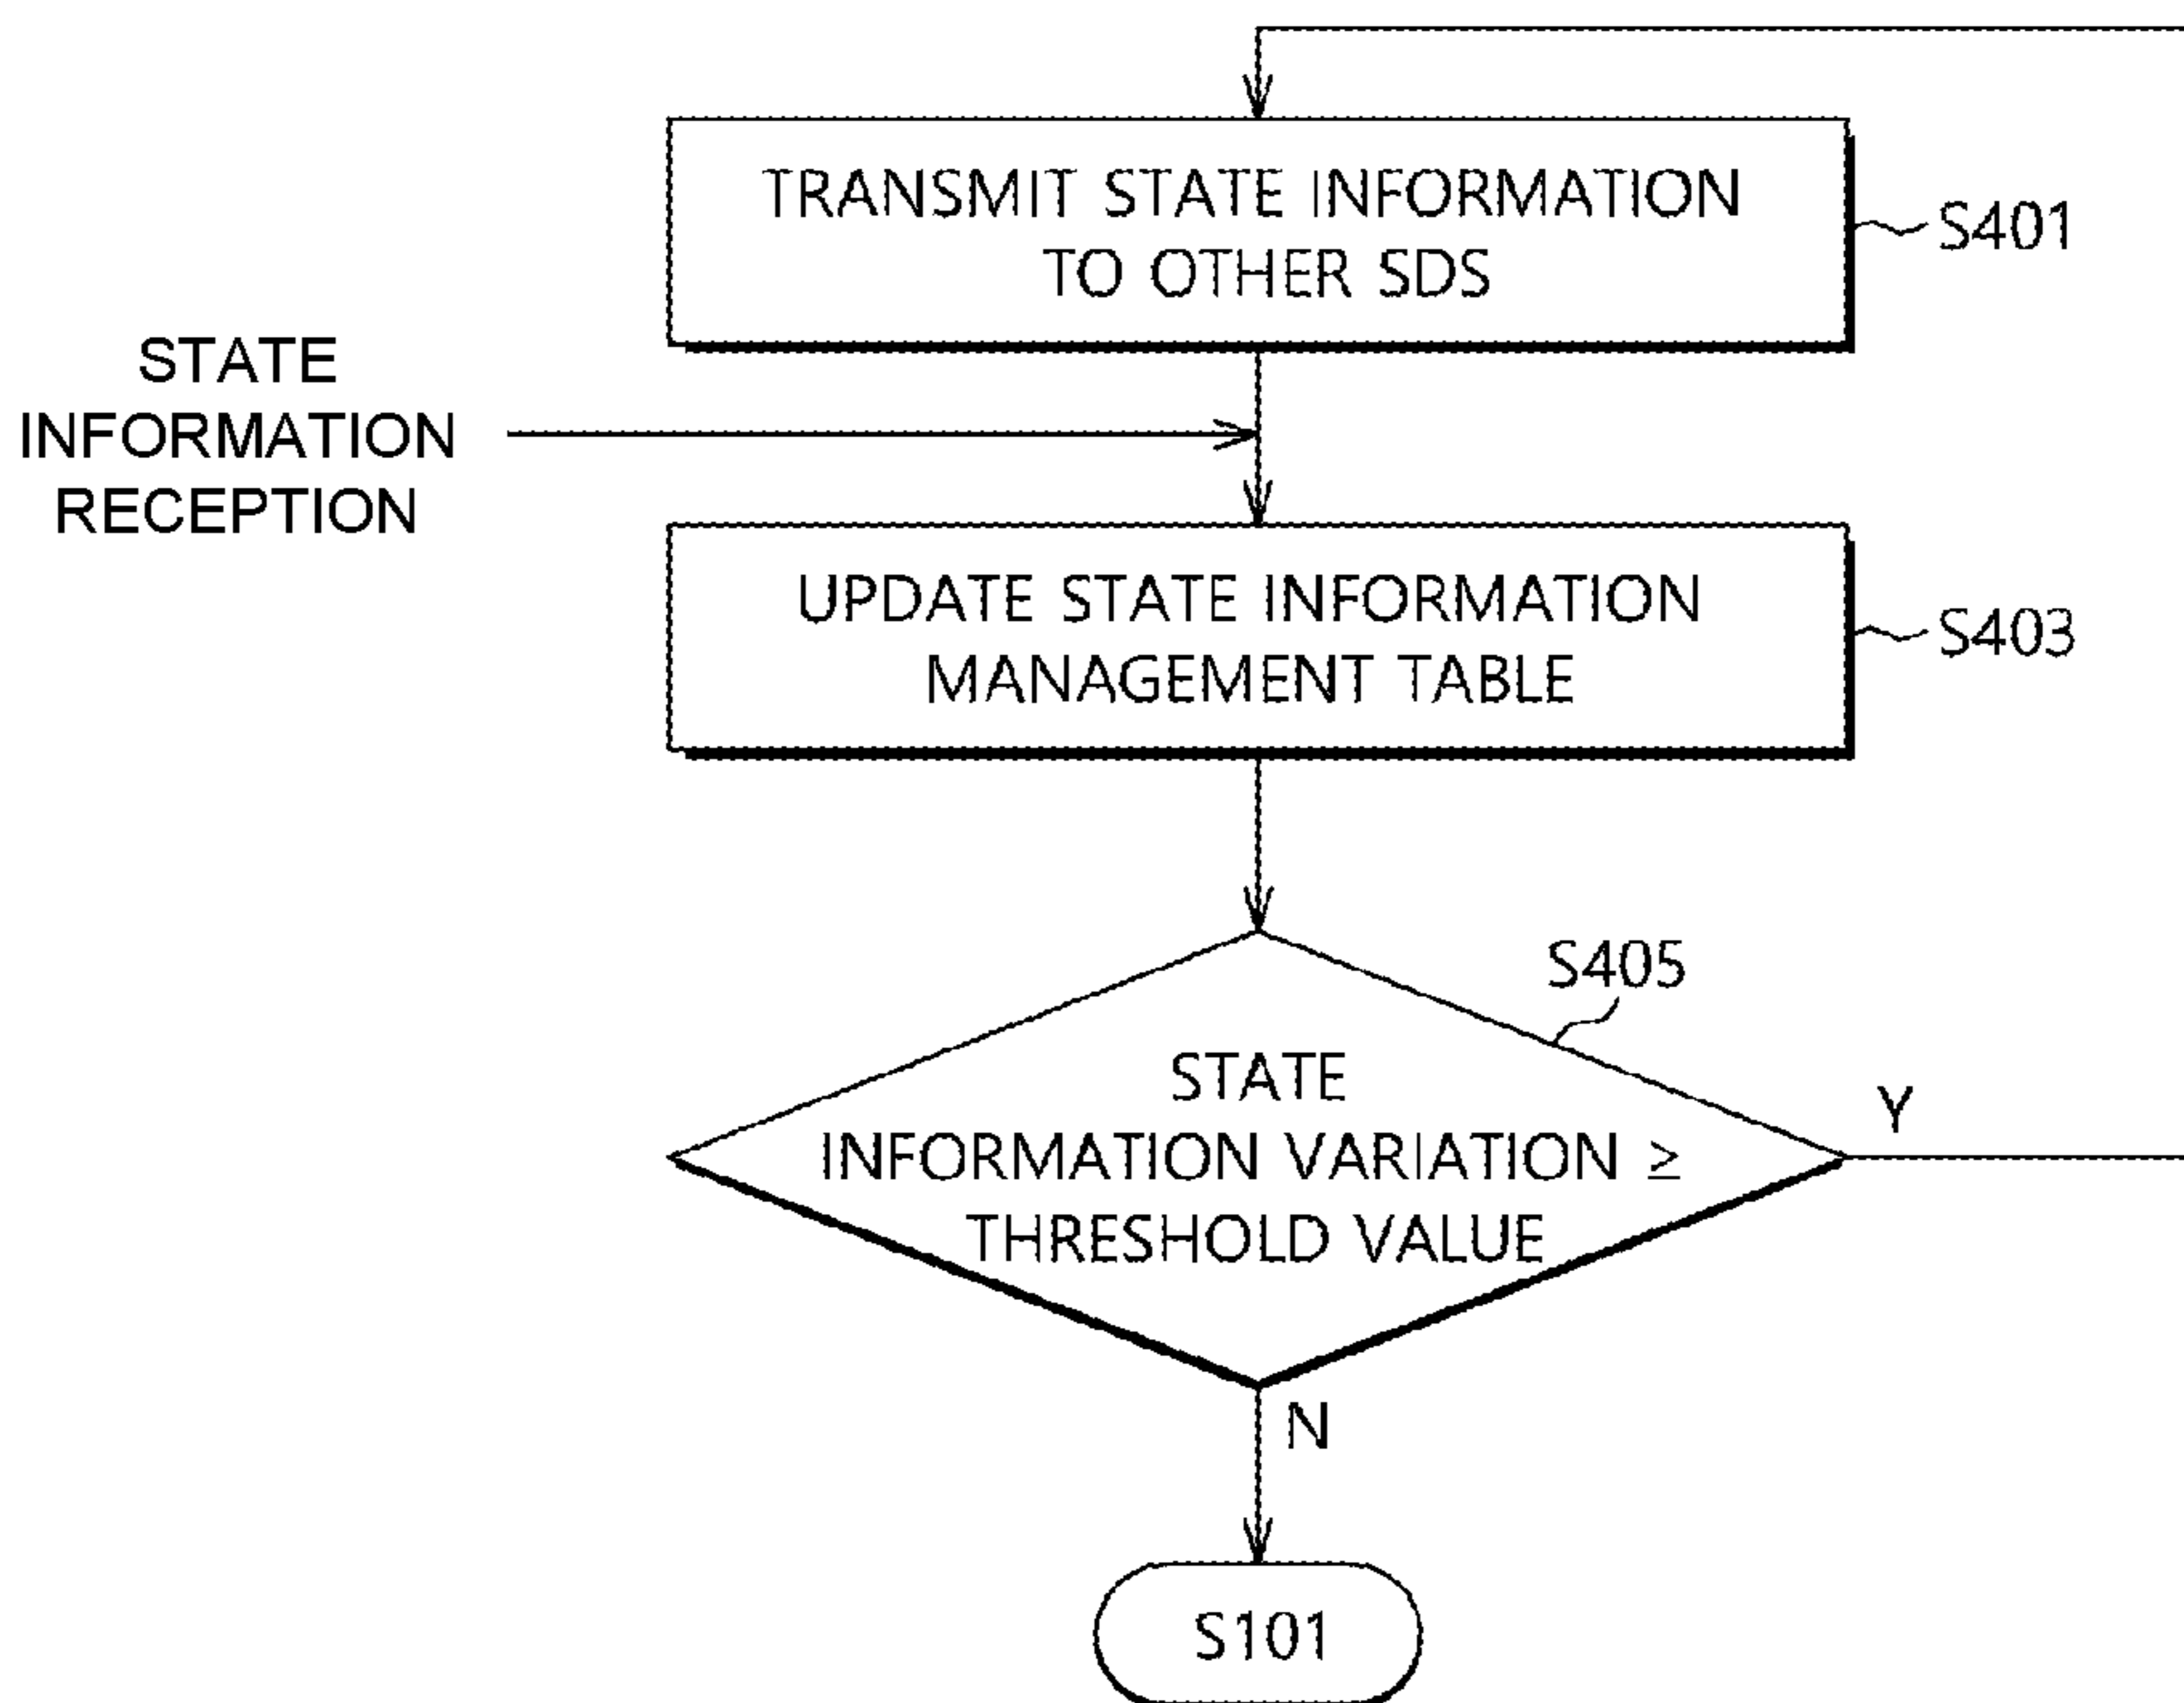 TRANSMIT STATE INFORMATION
TO OTHER SDS
S401
STATE
INFORMATION
RECEPTION
UPDATE STATE INFORMATION
MANAGEMENT TABLE
S403
S405
STATE
INFORMATION VARIATION ≥
THRESHOLD VALUE
Y
N
S101